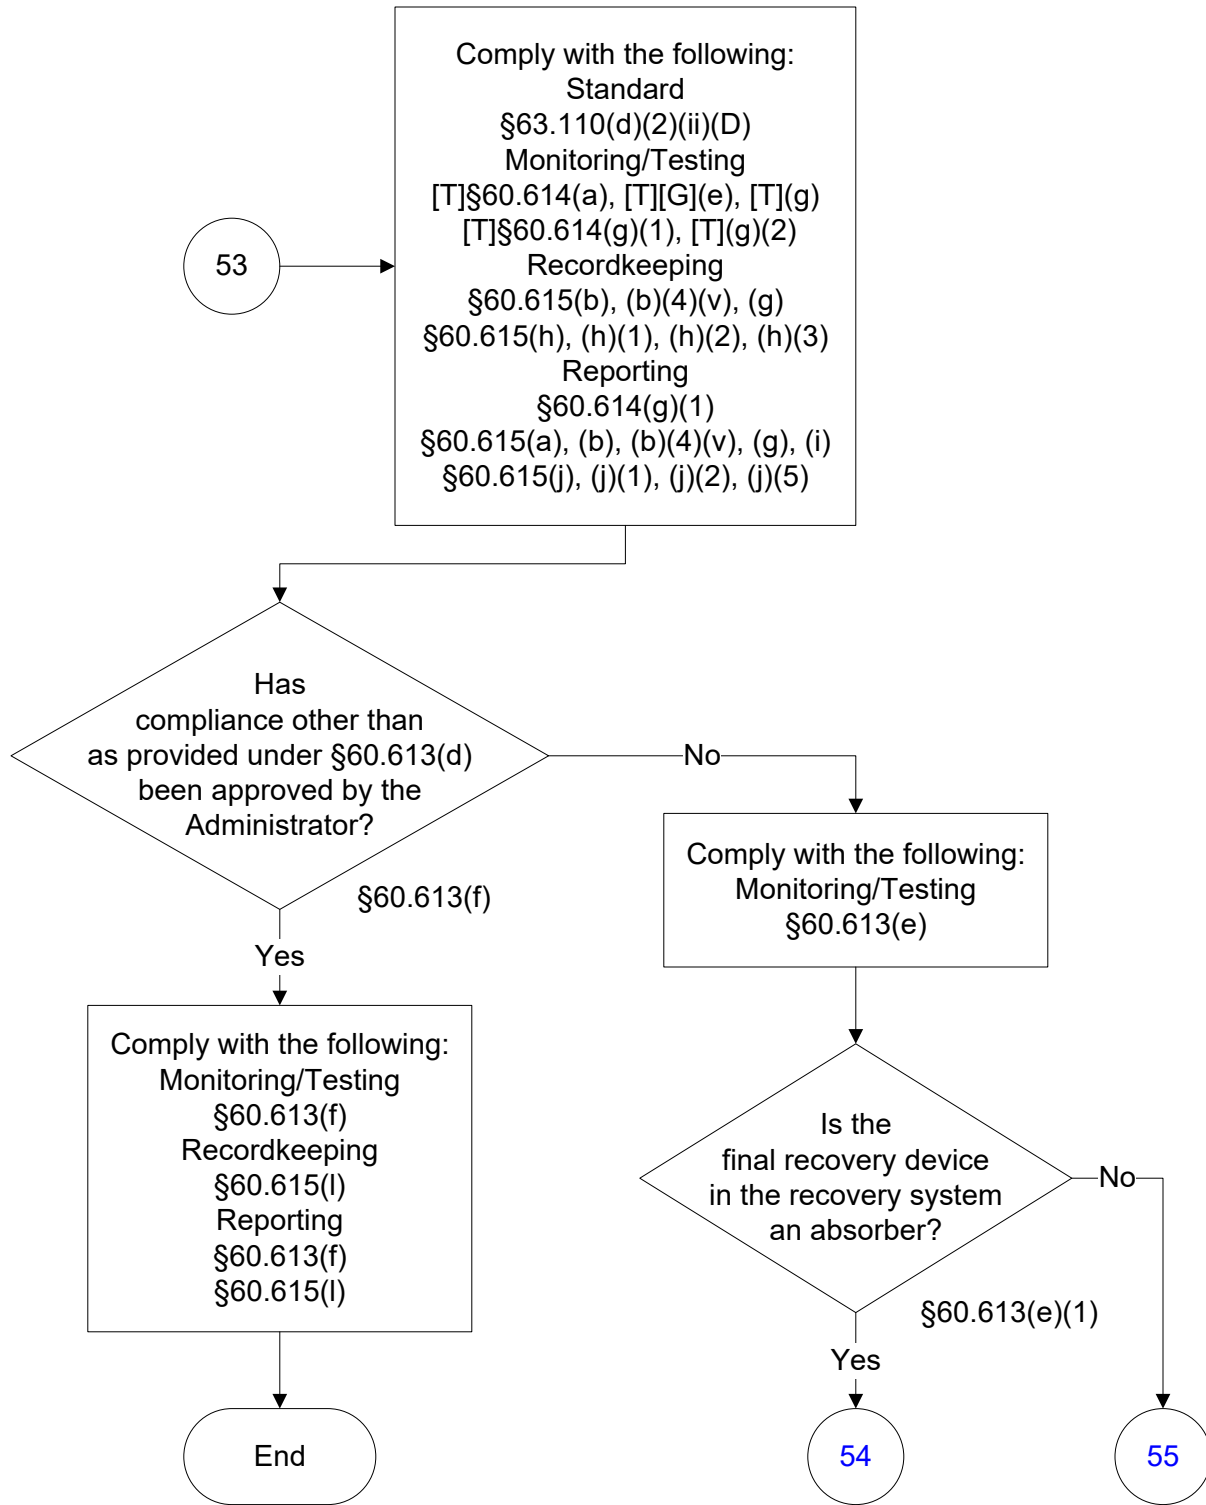 Comply with the following:
Standard
§63.110(d)(2)(ii)(D)
Monitoring/Testing
[T]§60.614(a), [T][G](e), [T](g)
[T]§60.614(g)(1), [T](g)(2)
Recordkeeping
§60.615(b), (b)(4)(v), (g)
§60.615(h), (h)(1), (h)(2), (h)(3)
Reporting
§60.614(g)(1)
§60.615(a), (b), (b)(4)(v), (g), (i)
§60.615(j), (j)(1), (j)(2), (j)(5)
53
Has
compliance other than
as provided under §60.613(d)
been approved by the
Administrator?
§60.613(f)
No
Yes
Comply with the following:
Monitoring/Testing
§60.613(e)
Comply with the following:
Monitoring/Testing
§60.613(f)
Recordkeeping
§60.615(l)
Reporting
§60.613(f)
§60.615(l)
Is the
final recovery device
in the recovery system
an absorber?
§60.613(e)(1)
No
Yes
End
54
55